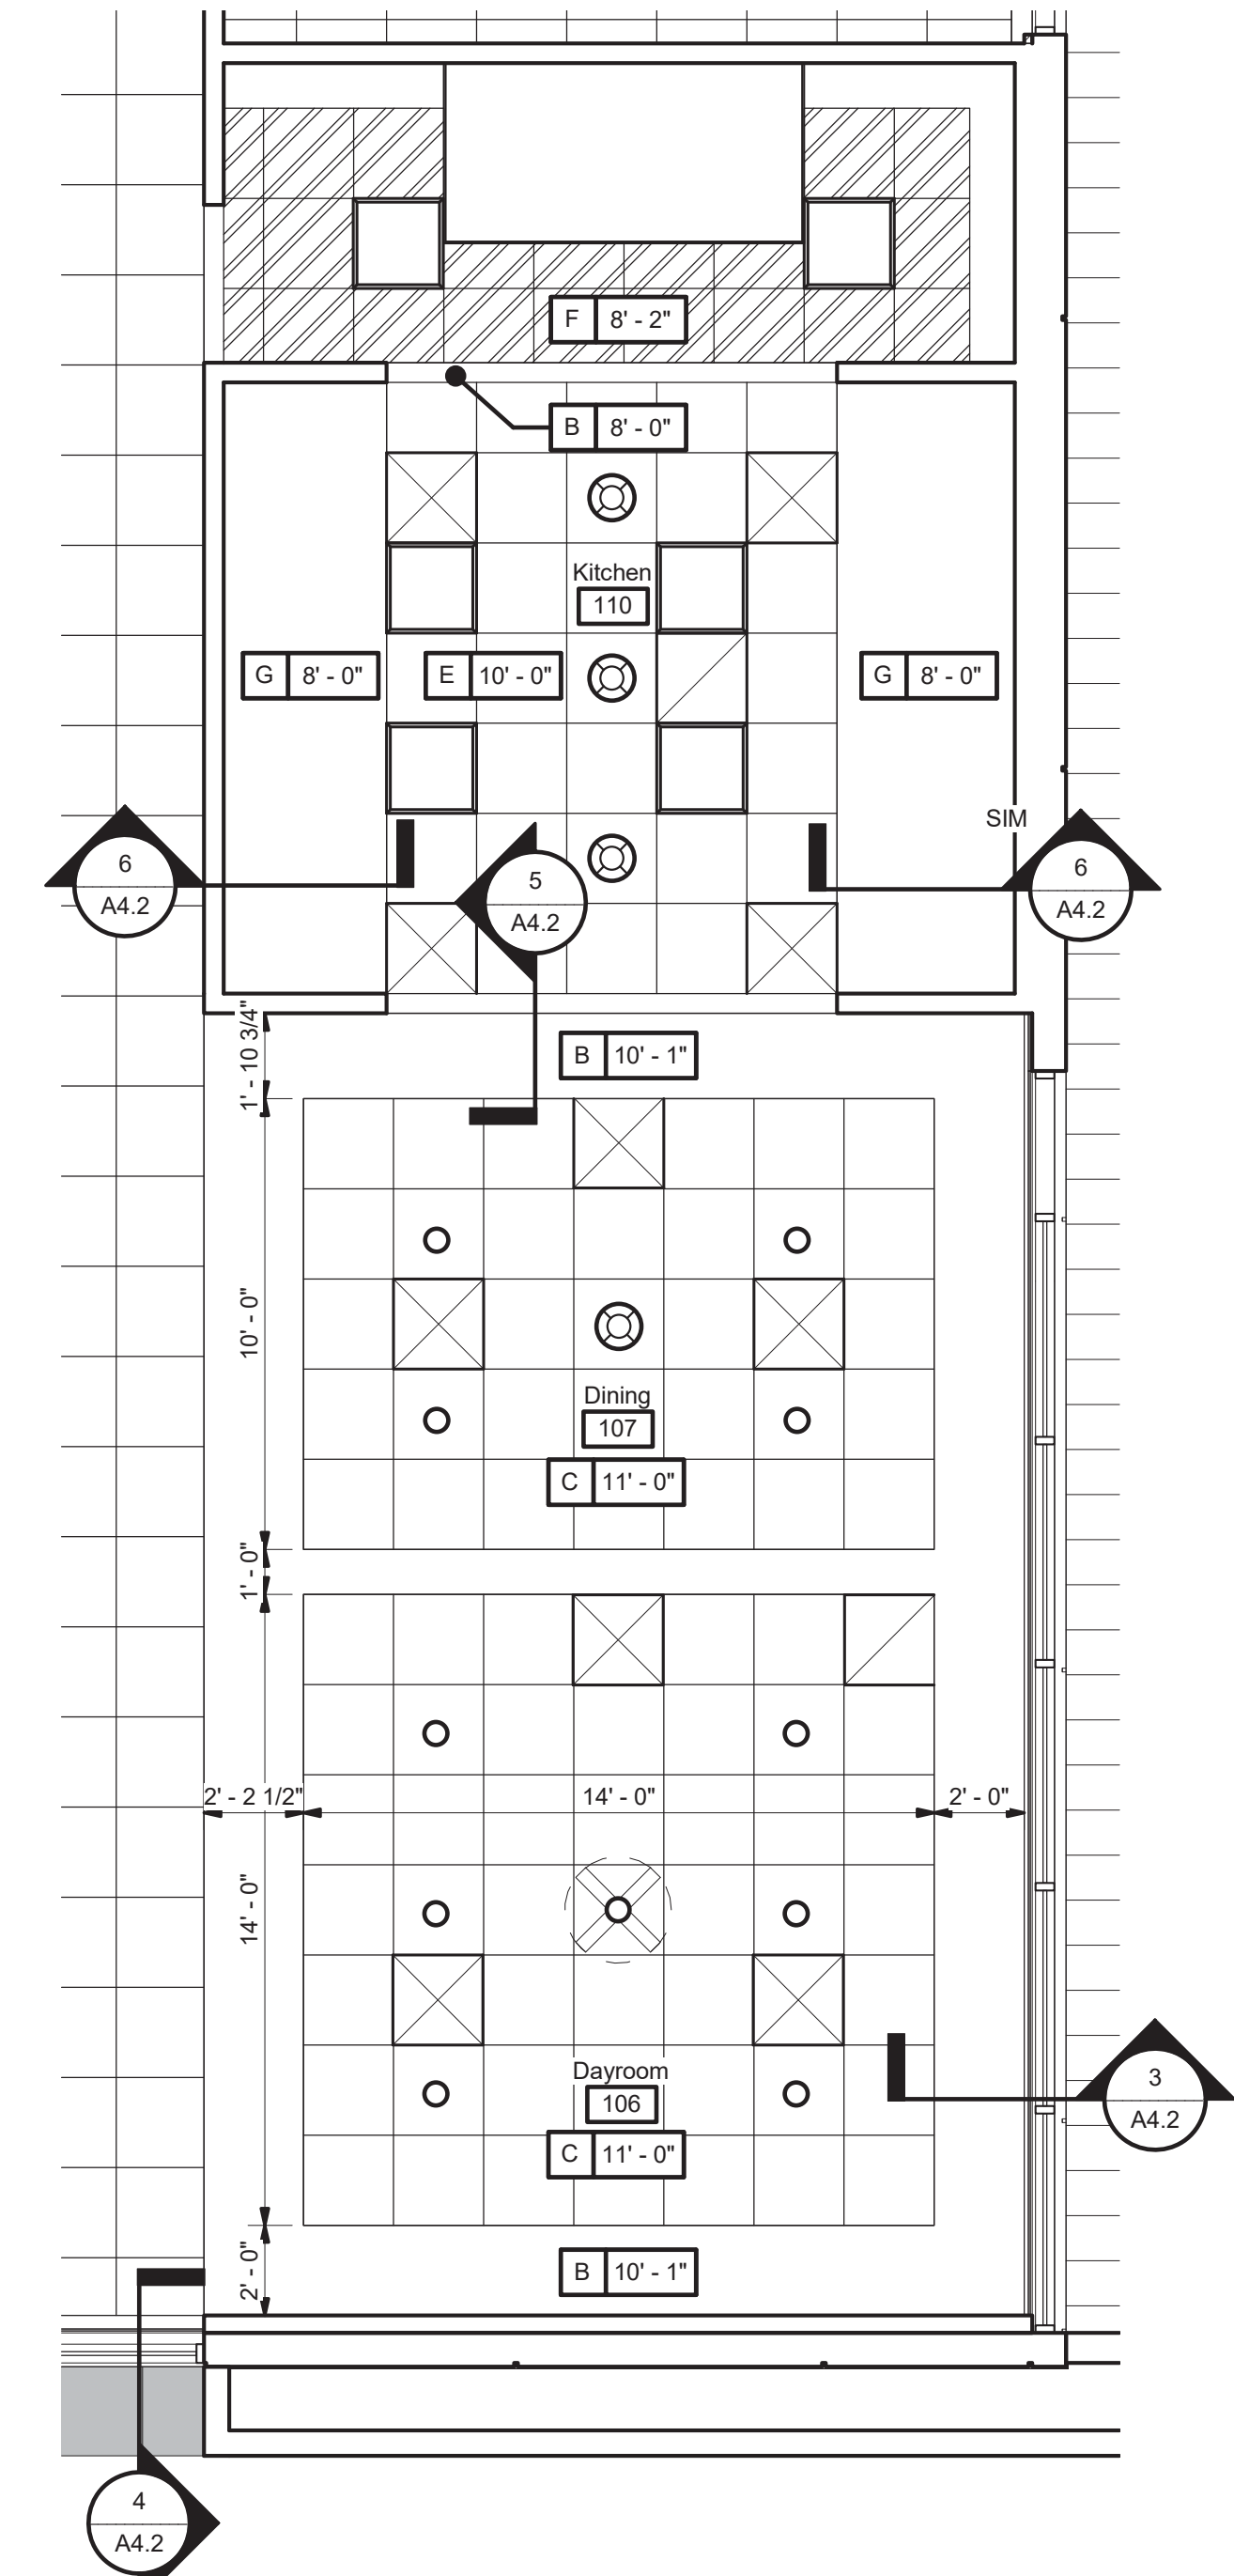 F 8' - 2"
B 8' - 0"
Kitchen
110
G 8' - 0"
E 10' - 0"
G 8' - 0"
SIM
6
A4.2
5
A4.2
6
A4.2
1' - 10 3/4"
B 10' - 1"
10' - 0"
Dining
107
C 11' - 0"
1' - 0"
2' - 2 1/2"
14' - 0"
2' - 0"
14' - 0"
Dayroom
106
C 11' - 0"
3
A4.2
2' - 0"
B 10' - 1"
4
A4.2